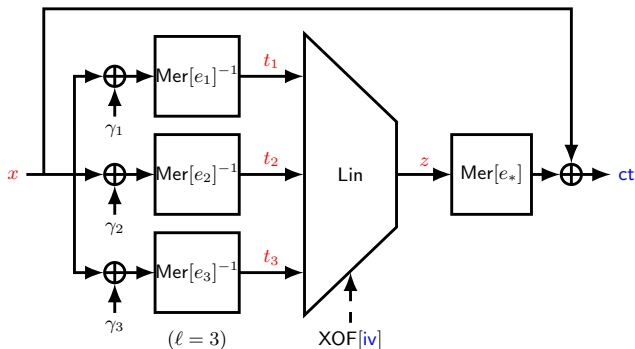 x
γ₁
Mer[e₁]⁻¹
t₁
γ₂
Mer[e₂]⁻¹
t₂
γ₃
Mer[e₃]⁻¹
t₃
(ℓ = 3)
Lin
XOF[iv]
z
Mer[e∗]
ct